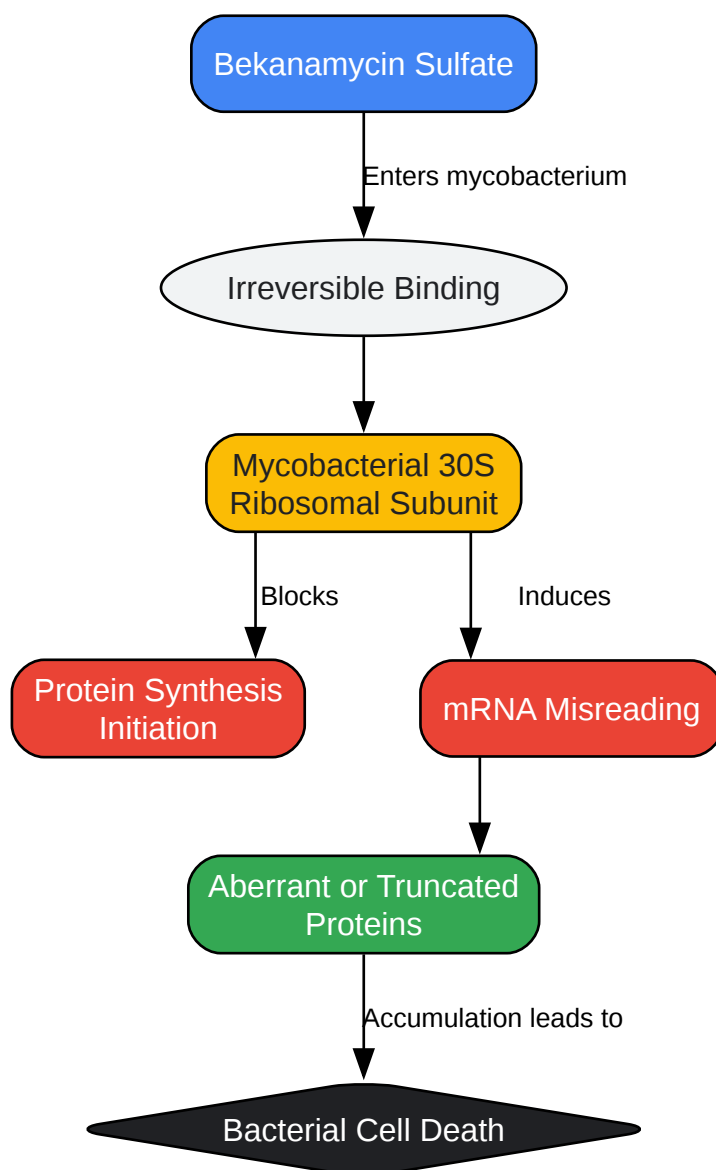 Bekanamycin Sulfate
Enters mycobacterium
Irreversible Binding
Mycobacterial 30S
Ribosomal Subunit
Blocks
Induces
Protein Synthesis
Initiation
mRNA Misreading
Aberrant or Truncated
Proteins
Accumulation leads to
Bacterial Cell Death